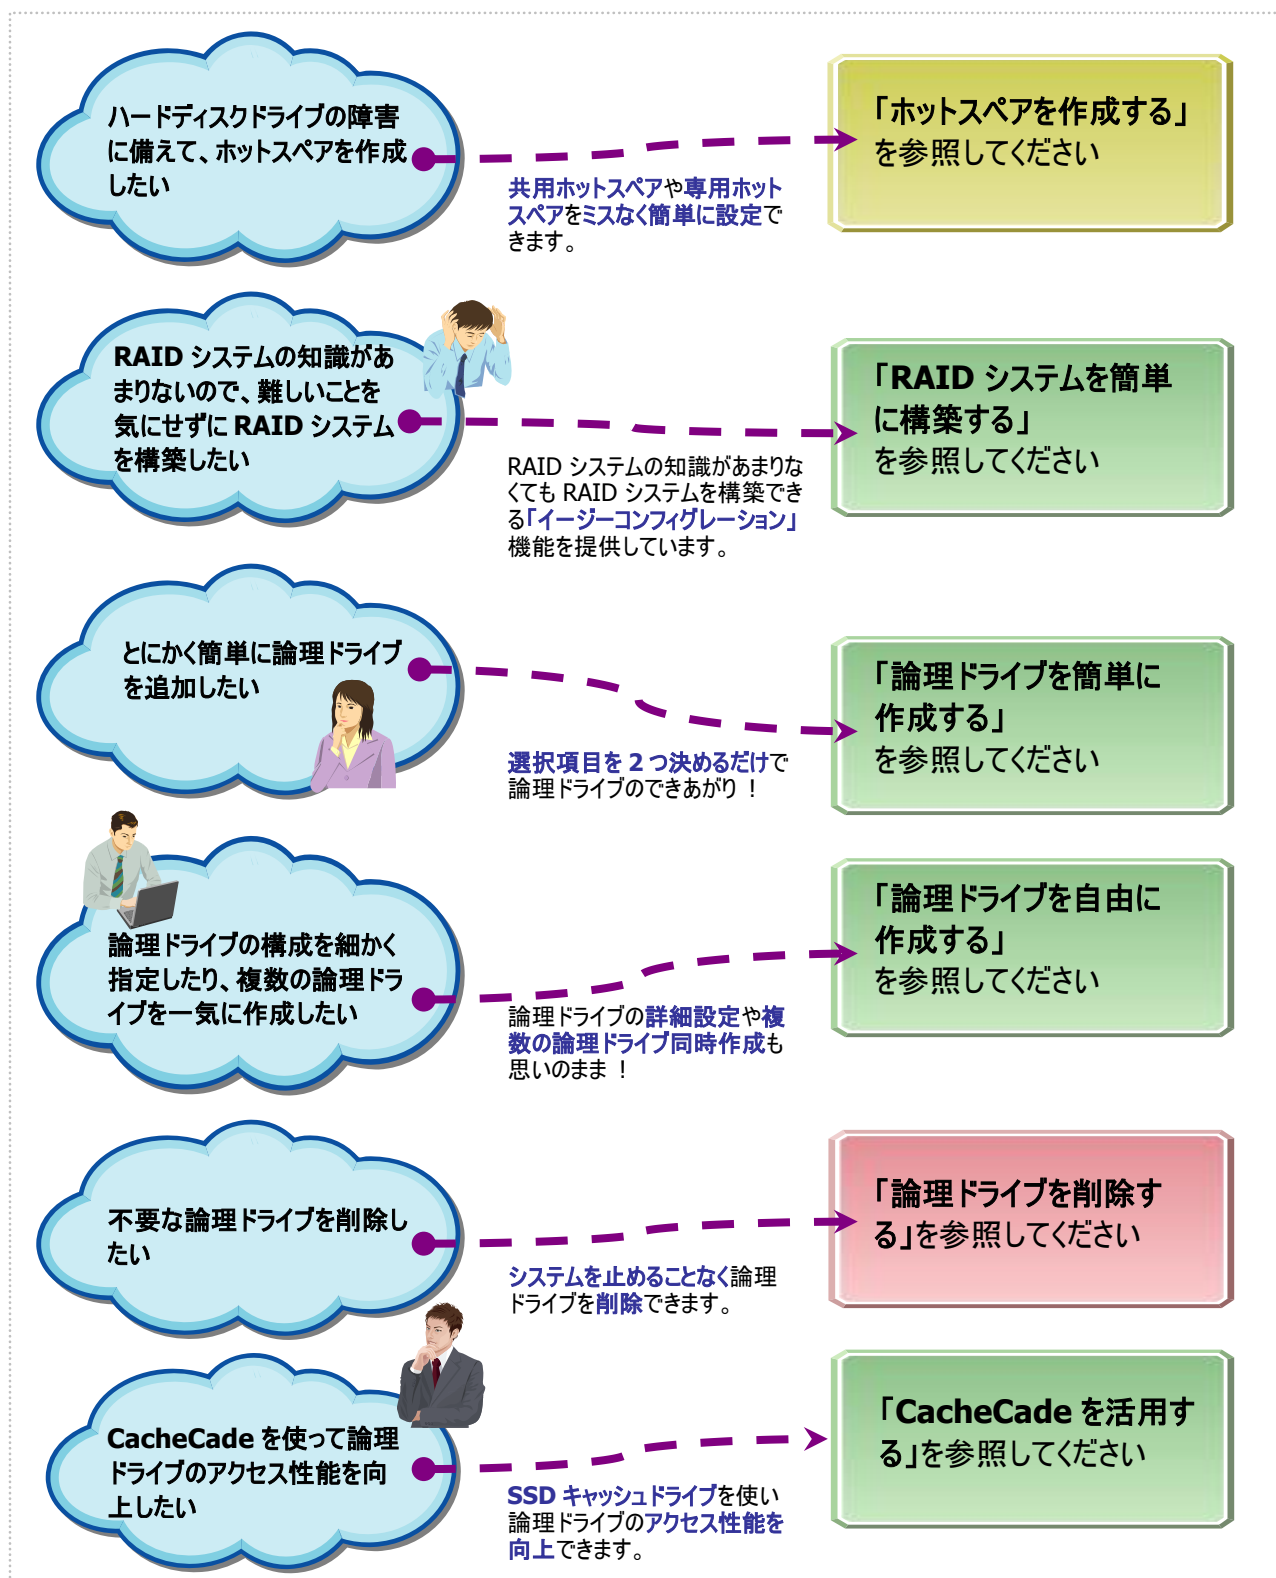 ハードディスクドライブの障害
に備えて、ホットスペアを作成
したい
「ホットスペアを作成する」
を参照してください
共用ホットスペアや専用ホット
スペアをミスなく簡単に設定で
きます。
RAID システムの知識があ
まりないので、難しいことを
気にせずに RAID システム
を構築したい
「RAID システムを簡単
に構築する」
を参照してください
RAID システムの知識があまりな
くても RAID システムを構築でき
る「イージーコンフィグレーション」
機能を提供しています。
とにかく簡単に論理ドライブ
を追加したい
「論理ドライブを簡単に
作成する」
を参照してください
選択項目を 2 つ決めるだけで
論理ドライブのできあがり！
論理ドライブの構成を細かく
指定したり、複数の論理ドラ
イブを一気に作成したい
「論理ドライブを自由に
作成する」
を参照してください
論理ドライブの詳細設定や複
数の論理ドライブ同時作成も
思いのまま！
不要な論理ドライブを削除し
たい
「論理ドライブを削除す
る」を参照してください
システムを止めることなく論理
ドライブを削除できます。
CacheCade を使って論理
ドライブのアクセス性能を向
上したい
「CacheCade を活用す
る」を参照してください
SSD キャッシュドライブを使い
論理ドライブのアクセス性能を
向上できます。